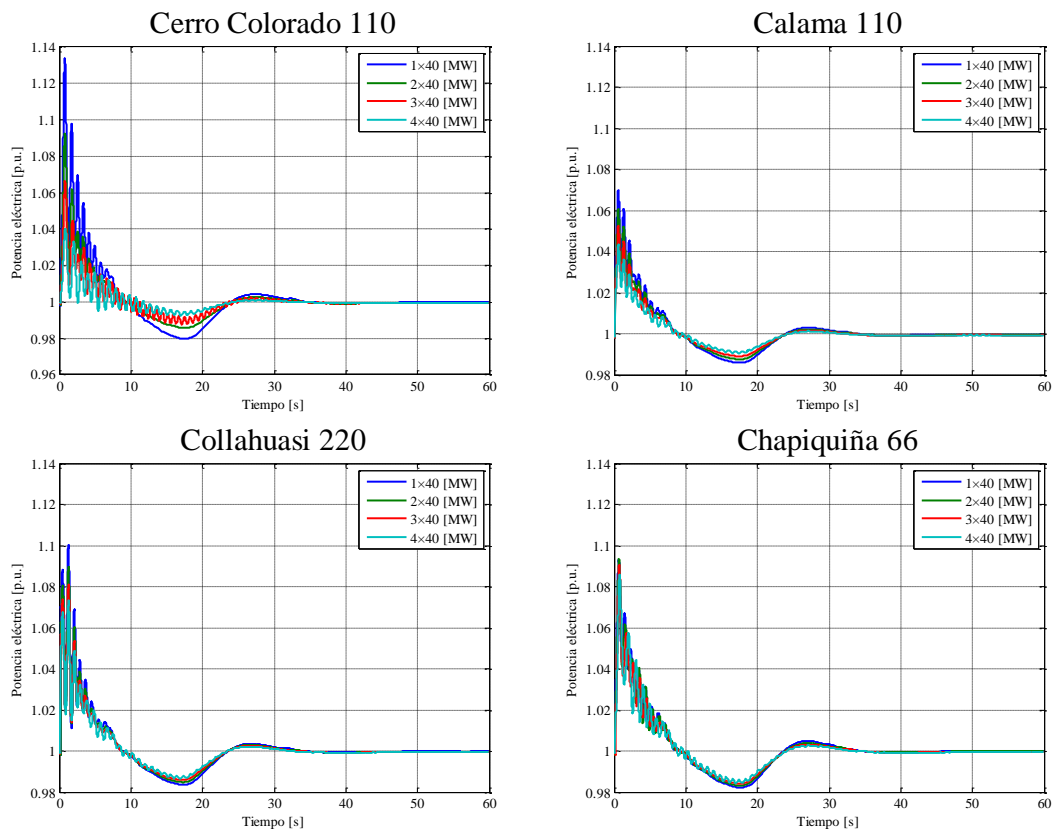 Cerro Colorado 110
1.14
1.12
1.1
1.08
1.06
1.04
1.02
1
0.98
0.96
Potencia eléctrica [p.u.]
0 10 20 30 40 50 60
Tiempo [s]
1×40 [MW]
2×40 [MW]
3×40 [MW]
4×40 [MW]
Calama 110
1.14
1.12
1.1
1.08
1.06
1.04
1.02
1
0.98
Potencia eléctrica [p.u.]
0 10 20 30 40 50 60
Tiempo [s]
1×40 [MW]
2×40 [MW]
3×40 [MW]
4×40 [MW]
Collahuasi 220
1.14
1.12
1.1
1.08
1.06
1.04
1.02
1
0.98
Potencia eléctrica [p.u.]
0 10 20 30 40 50 60
Tiempo [s]
1×40 [MW]
2×40 [MW]
3×40 [MW]
4×40 [MW]
Chapiquiña 66
1.14
1.12
1.1
1.08
1.06
1.04
1.02
1
0.98
Potencia eléctrica [p.u.]
0 10 20 30 40 50 60
Tiempo [s]
1×40 [MW]
2×40 [MW]
3×40 [MW]
4×40 [MW]